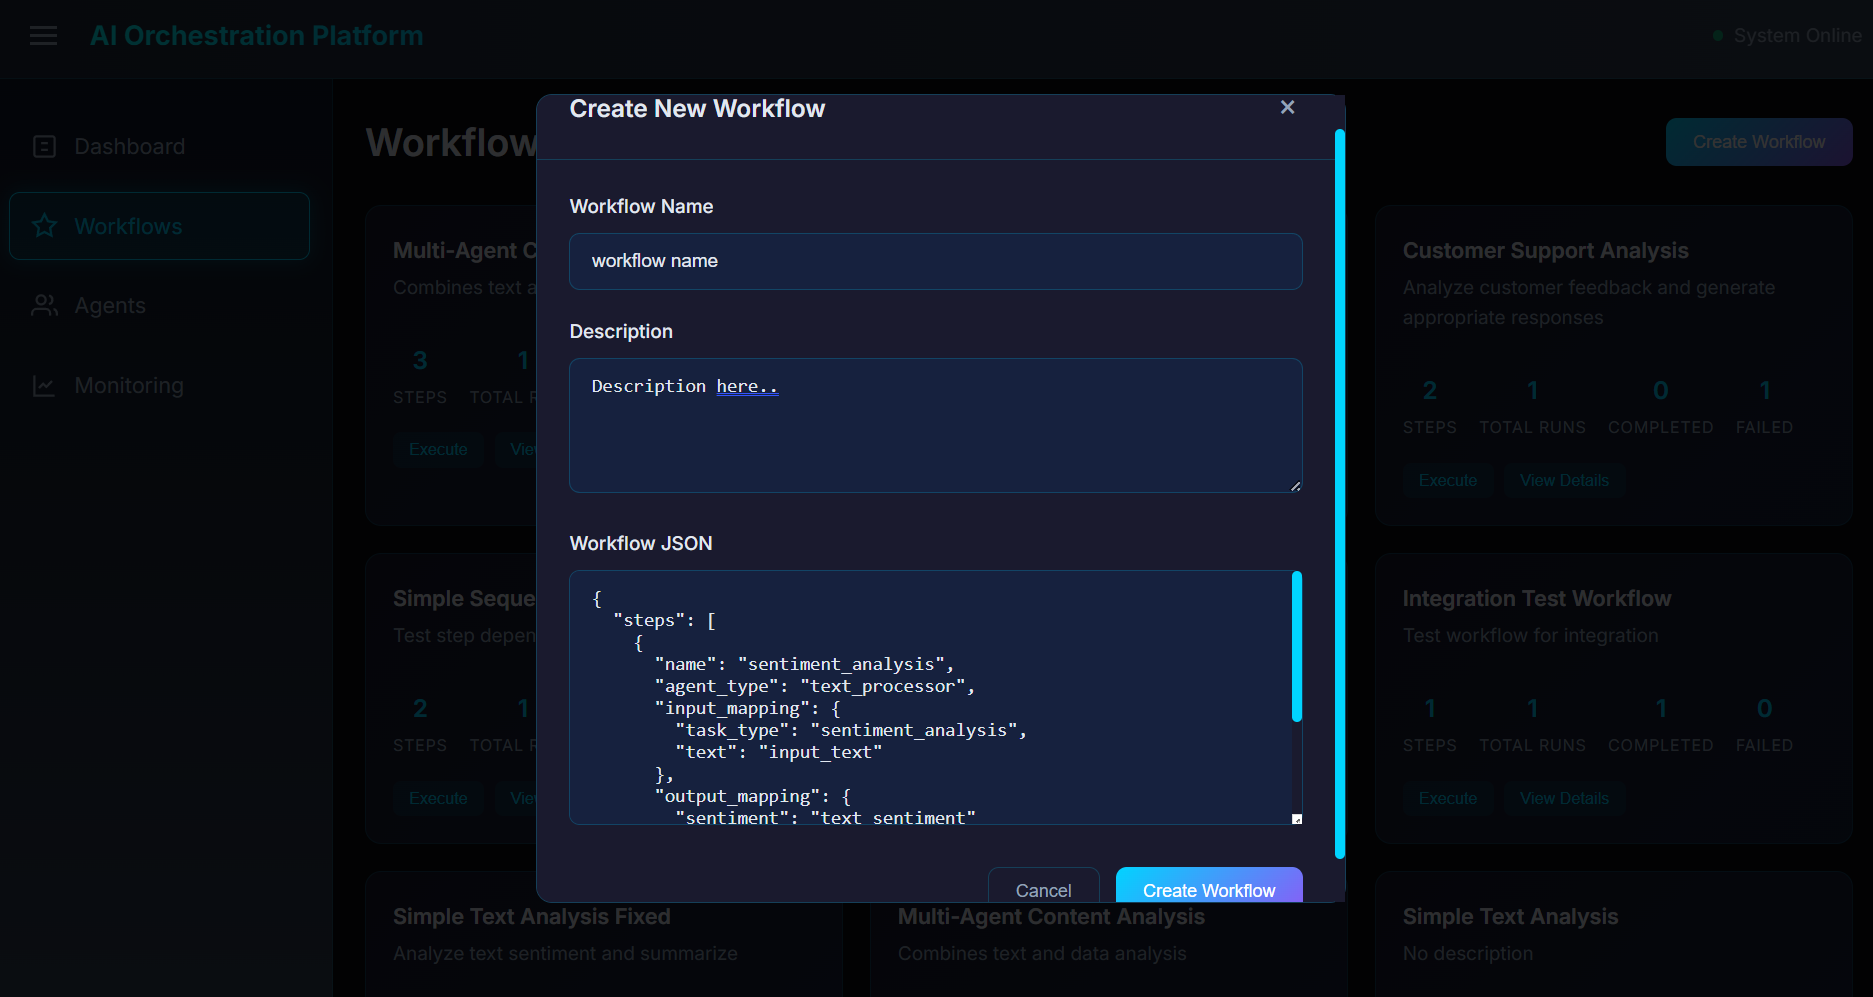 AI Orchestration Platform
System Online
Dashboard
Workflows
Agents
Monitoring
Workflow
Create Workflow
Multi-Agent C
Combines text a
3
1
STEPS
TOTAL R
Execute
Customer Support Analysis
Analyze customer feedback and generate
appropriate responses
2
1
0
1
STEPS
TOTAL RUNS
COMPLETED
FAILED
Execute
View Details
Simple Seque
Test step depen
2
1
STEPS
TOTAL R
Execute
Integration Test Workflow
Test workflow for integration
1
1
1
0
STEPS
TOTAL RUNS
COMPLETED
FAILED
Execute
View Details
Simple Text Analysis Fixed
Analyze text sentiment and summarize
Multi-Agent Content Analysis
Combines text and data analysis
Simple Text Analysis
No description
Create New Workflow
Workflow Name
workflow name
Description
Description here..
Workflow JSON
{
"steps": [
{
"name": "sentiment_analysis",
"agent_type": "text_processor",
"input_mapping": {
"task_type": "sentiment_analysis",
"text": "input_text"
},
"output_mapping": {
"sentiment": "text_sentiment"
Cancel
Create Workflow